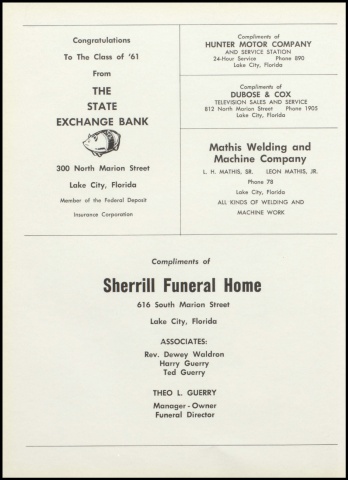 Congratulations
To The Class of '61
From
THE
STATE
EXCHANGE BANK
300 North Marion Street
Lake City, Florida
Member of the Federal Deposit
Insurance Corporation
Compliments of
HUNTER MOTOR COMPANY
AND SERVICE STATION
24-Hour Service Phone 890
Lake City, Florida
Compliments of
DUBOSE & COX
TELEVISION SALES AND SERVICE
812 North Marion Street Phone 1905
Lake City, Florida
Mathis Welding and
Machine Company
L. H. MATHIS, SR. LEON MATHIS, JR.
Phone 78
Lake City, Florida
ALL KINDS OF WELDING AND
MACHINE WORK
Compliments of
Sherrill Funeral Home
616 South Marion Street
Lake City, Florida
ASSOCIATES:
Rev. Dewey Waldron
Harry Guerry
Ted Guerry
THEO L. GUERRY
Manager - Owner
Funeral Director